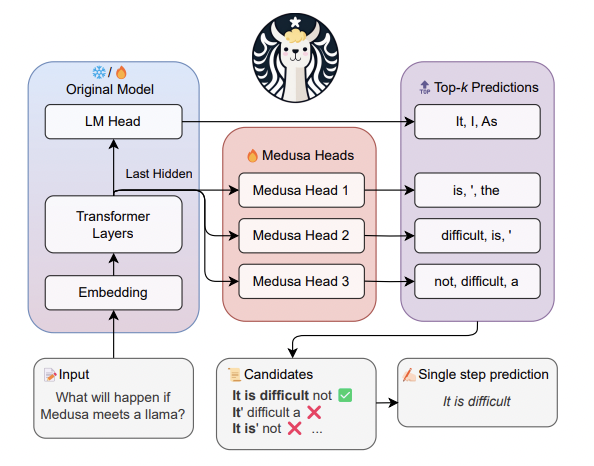 /
Original Model
LM Head
Last Hidden
Transformer
Layers
Embedding
Medusa Heads
Medusa Head 1
Medusa Head 2
Medusa Head 3
TOP
Top-k Predictions
It, I, As
is, ', the
difficult, is, '
not, difficult, a
Input
What will happen if
Medusa meets a llama?
Candidates
It is difficult not
It' difficult a
It is' not ...
Single step prediction
It is difficult